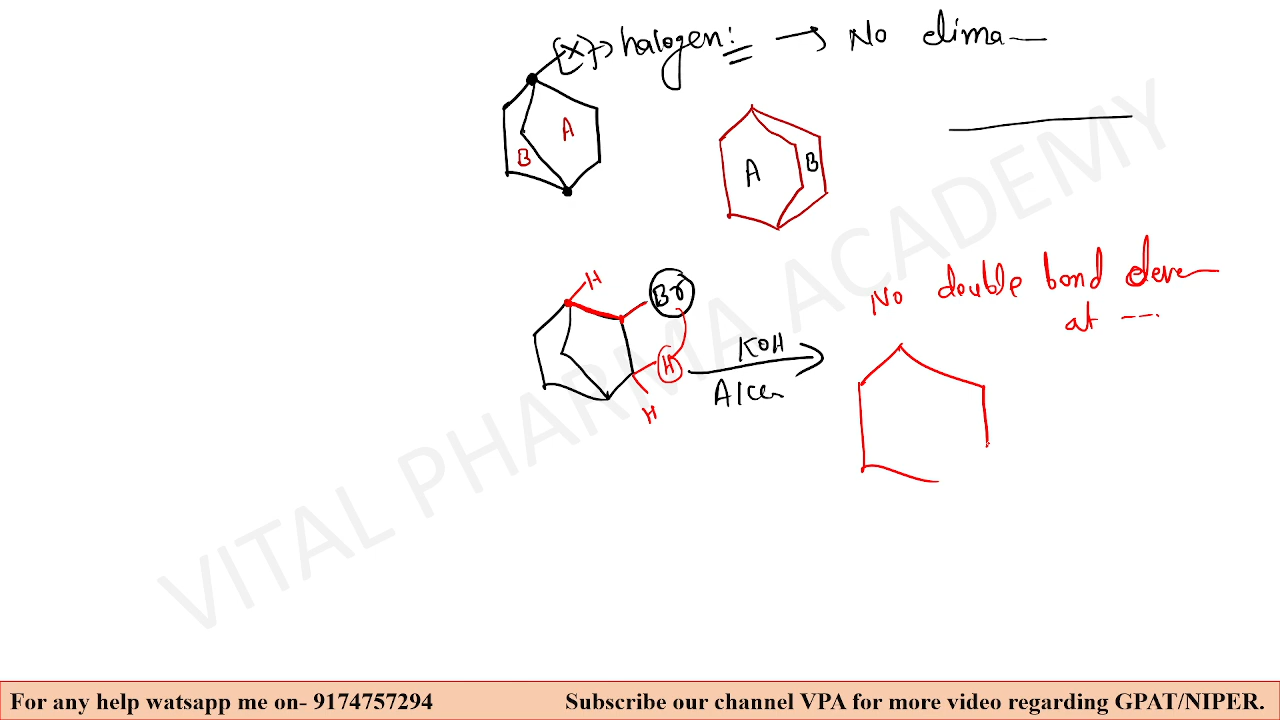 (X)→ halogen: → No elima—
A
B
A
B
H
Br
H
H
KOH
Alce
No double bond deve—
at ---.
VITAL PHARMA ACADEMY
For any help watsapp me on- 9174757294
Subscribe our channel VPA for more video regarding GPAT/NIPER.